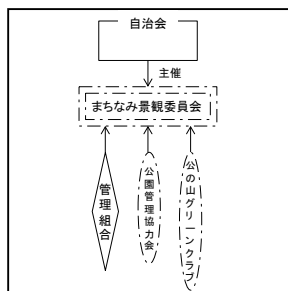 自治会
主催
まちなみ景観委員会
管理組合
公園管理協力会
公の山グリーンクラブ